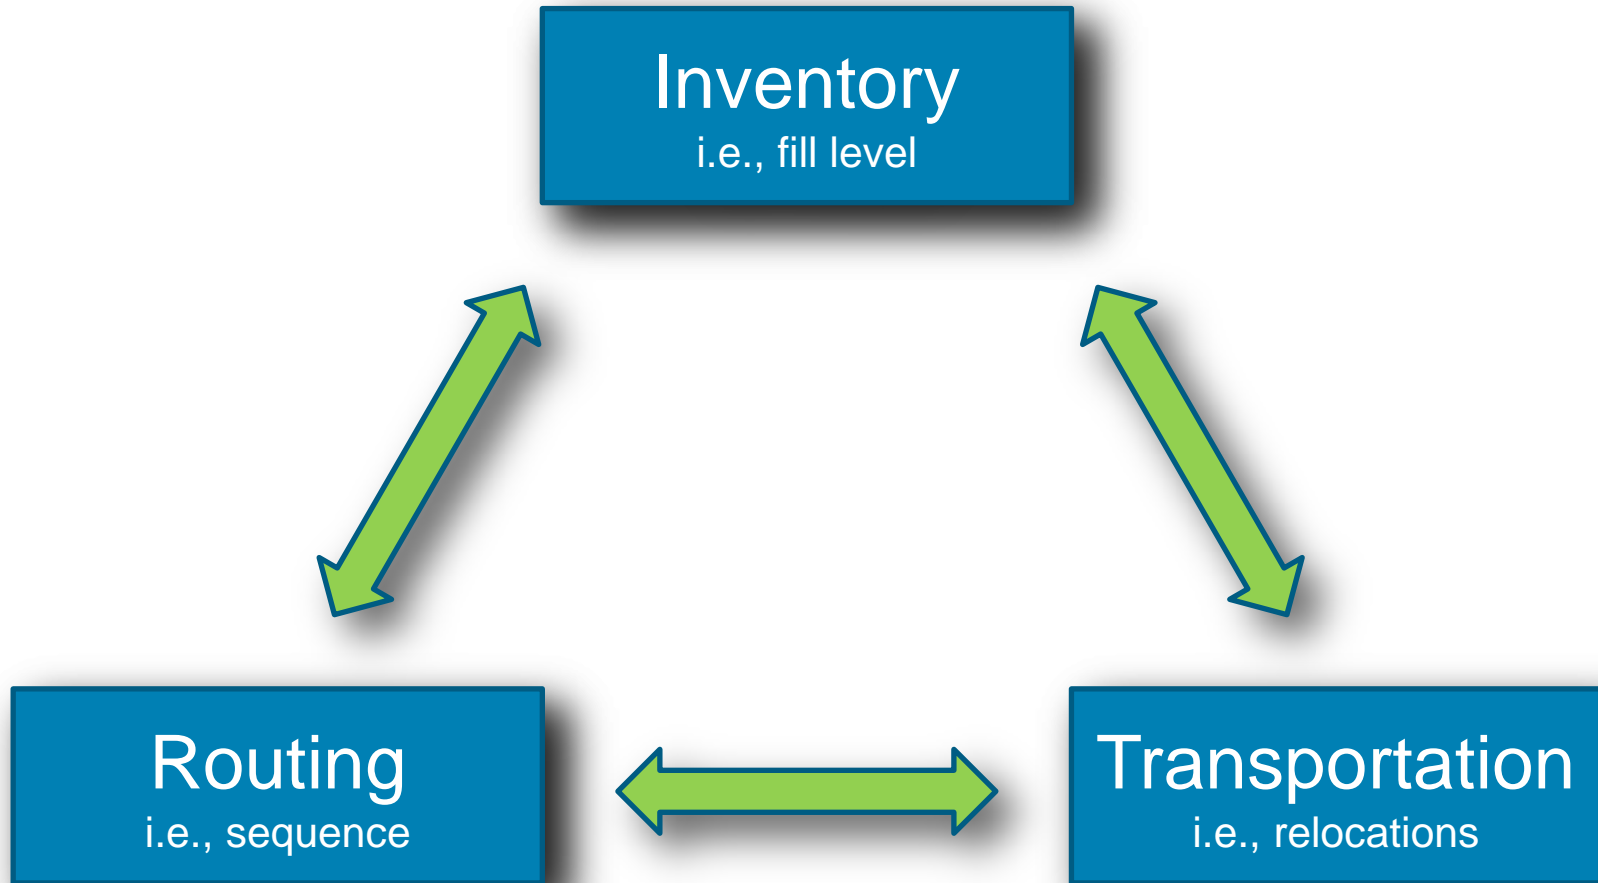 Inventory
i.e., fill level
Routing
i.e., sequence
Transportation
i.e., relocations